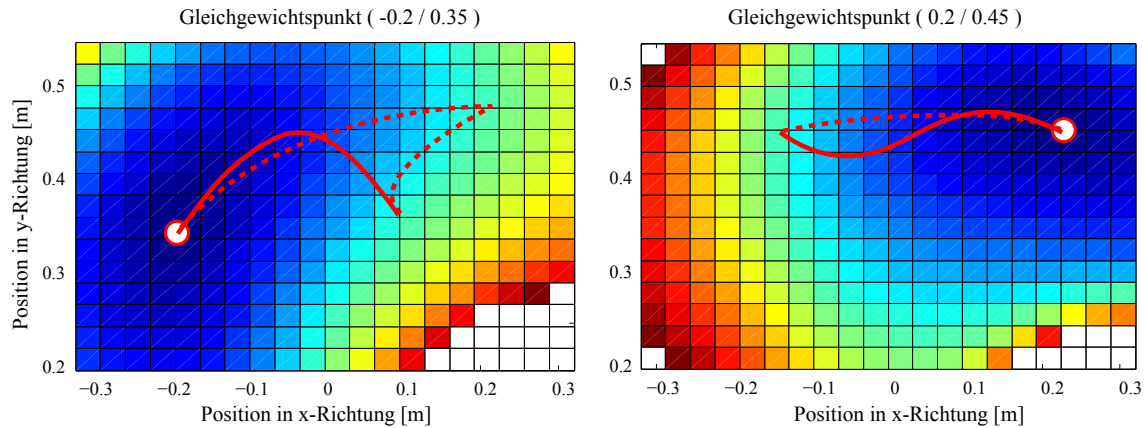 Gleichgewichtspunkt ( -0.2 / 0.35 )
0.5
0.4
0.3
0.2
Position in y-Richtung [m]
−0.3 −0.2 −0.1 0 0.1 0.2 0.3
Position in x-Richtung [m]
Gleichgewichtspunkt ( 0.2 / 0.45 )
0.5
0.4
0.3
0.2
−0.3 −0.2 −0.1 0 0.1 0.2 0.3
Position in x-Richtung [m]